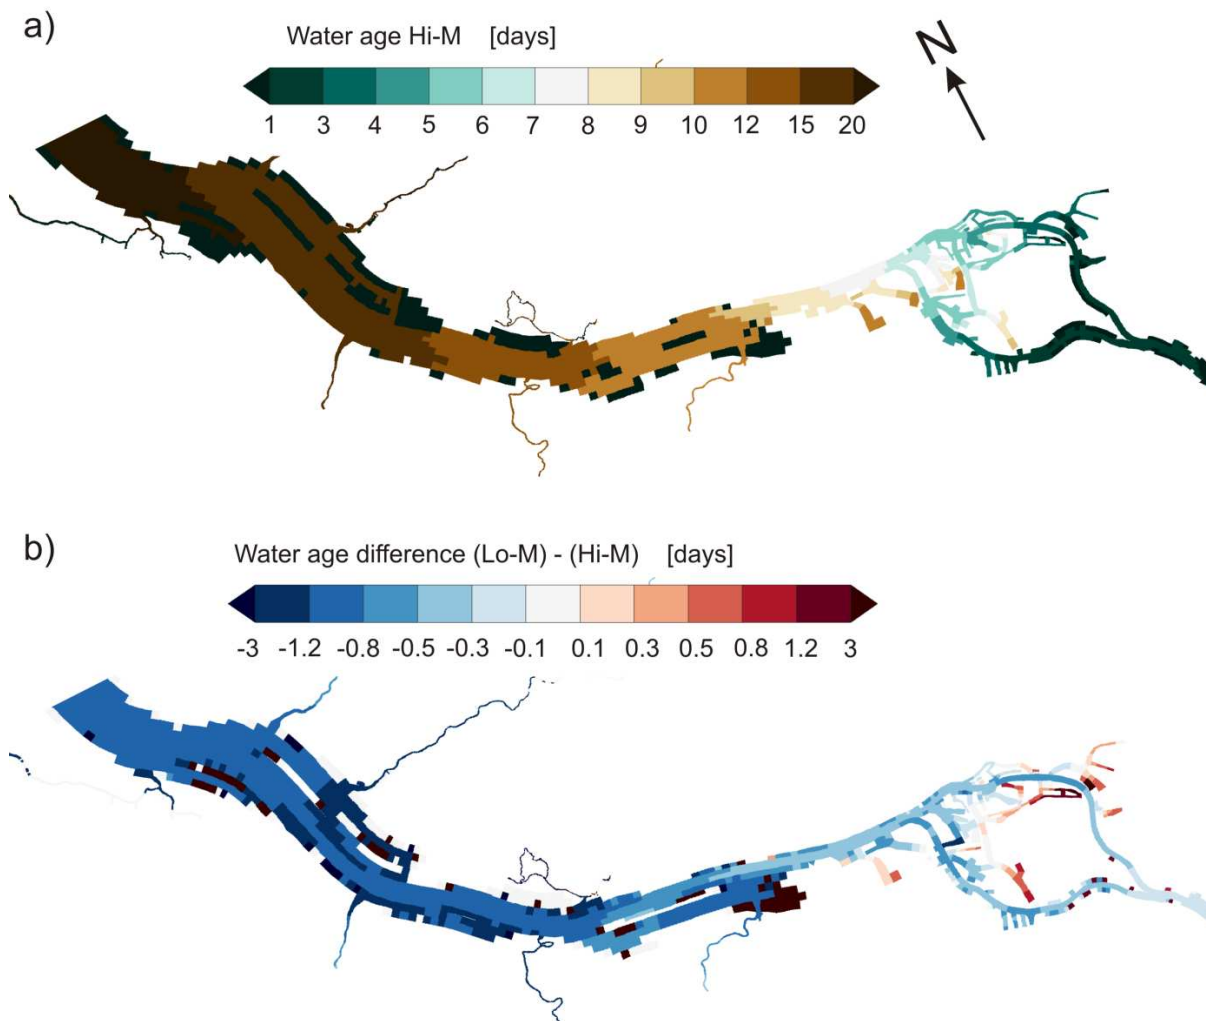 a)
Water age Hi-M [days]
N
1 3 4 5 6 7 8 9 10 12 15 20
b)
Water age difference (Lo-M) - (Hi-M) [days]
-3 -1.2 -0.8 -0.5 -0.3 -0.1 0.1 0.3 0.5 0.8 1.2 3